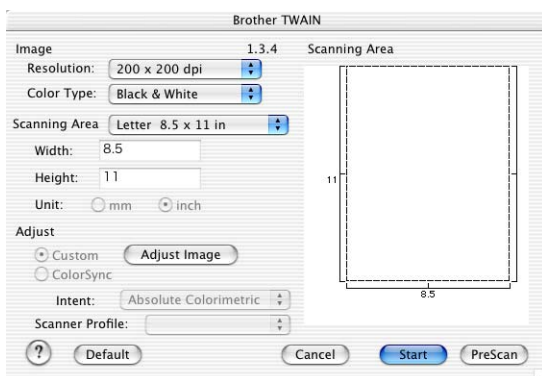 Brother TWAIN
Image 1.3.4
Resolution: 200 x 200 dpi
Color Type: Black & White
Scanning Area Letter 8.5 x 11 in
Width: 8.5
Height: 11
Unit: mm inch
Adjust
Custom Adjust Image
ColorSync
Intent: Absolute Colorimetric
Scanner Profile:
Scanning Area
11
8.5
? Default Cancel Start PreScan